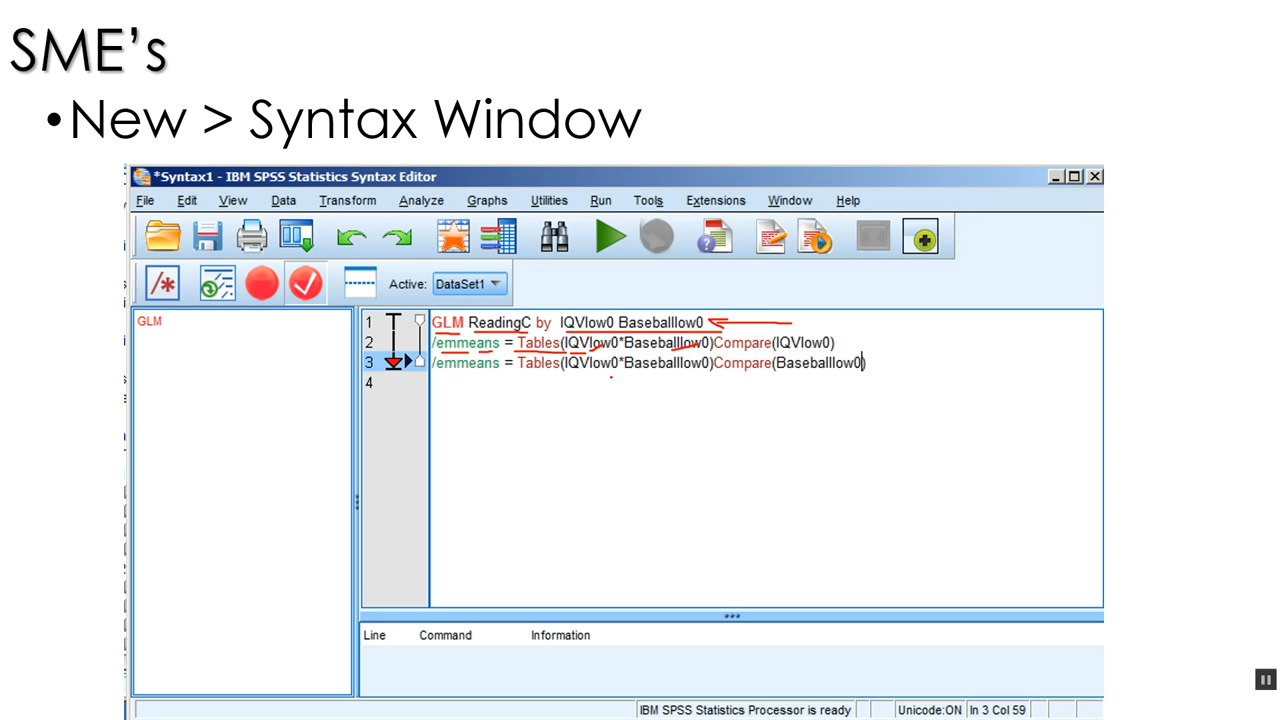 SME's
•New > Syntax Window
*Syntax1 - IBM SPSS Statistics Syntax Editor
File Edit View Data Transform Analyze Graphs Utilities Run Tools Extensions Window Help
/* Active: DataSet1
GLM
1 GLM ReadingC by IQVlow0 Baseballlow0
2 /emmeans = Tables(IQVlow0*Baseballlow0)Compare(IQVlow0)
3 /emmeans = Tables(IQVlow0*Baseballlow0)Compare(Baseballlow0)
4
Line Command Information
IBM SPSS Statistics Processor is ready Unicode:ON In 3 Col 59